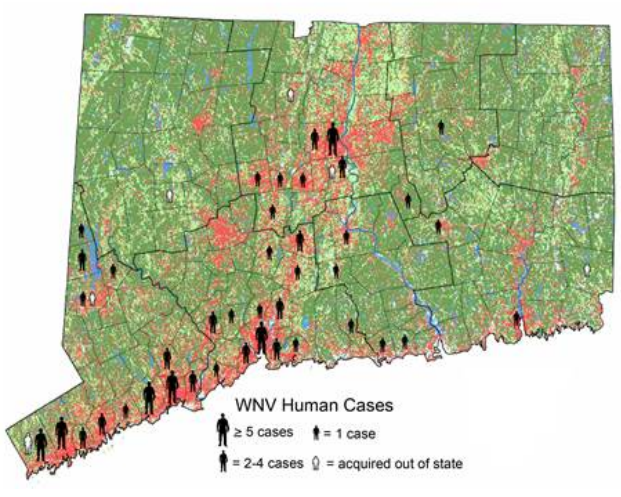 WNV Human Cases
≥ 5 cases = 1 case
= 2-4 cases = acquired out of state